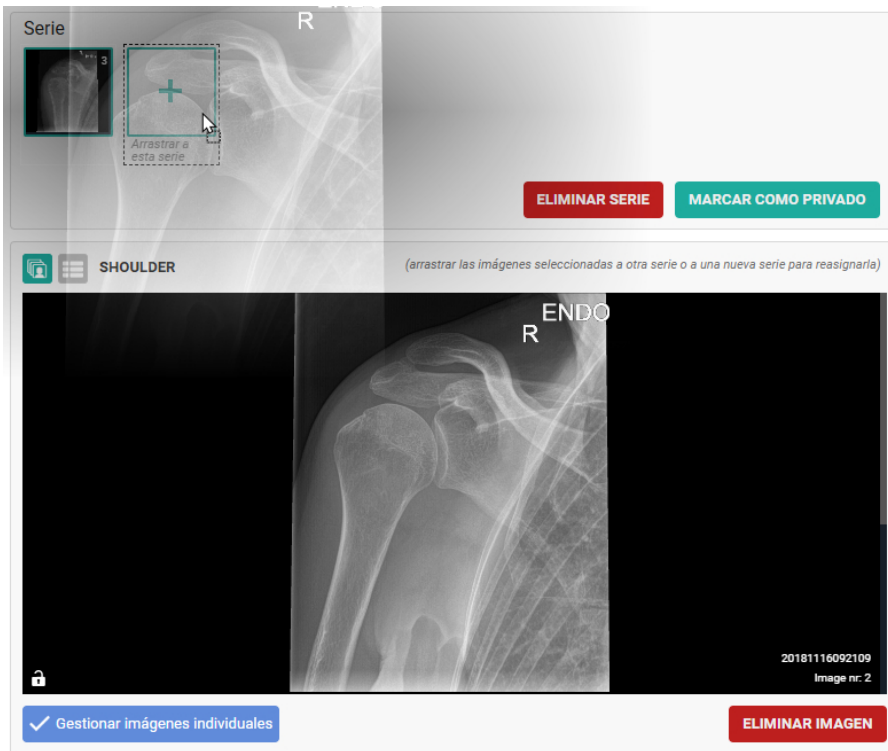 Serie
R
3
Arrastrar a
esta serie
ELIMINAR SERIE
MARCAR COMO PRIVADO
SHOULDER
(arrastrar las imágenes seleccionadas a otra serie o a una nueva serie para reasignarla)
ENDO
R
20181116092109
Image nr: 2
Gestionar imágenes individuales
ELIMINAR IMAGEN